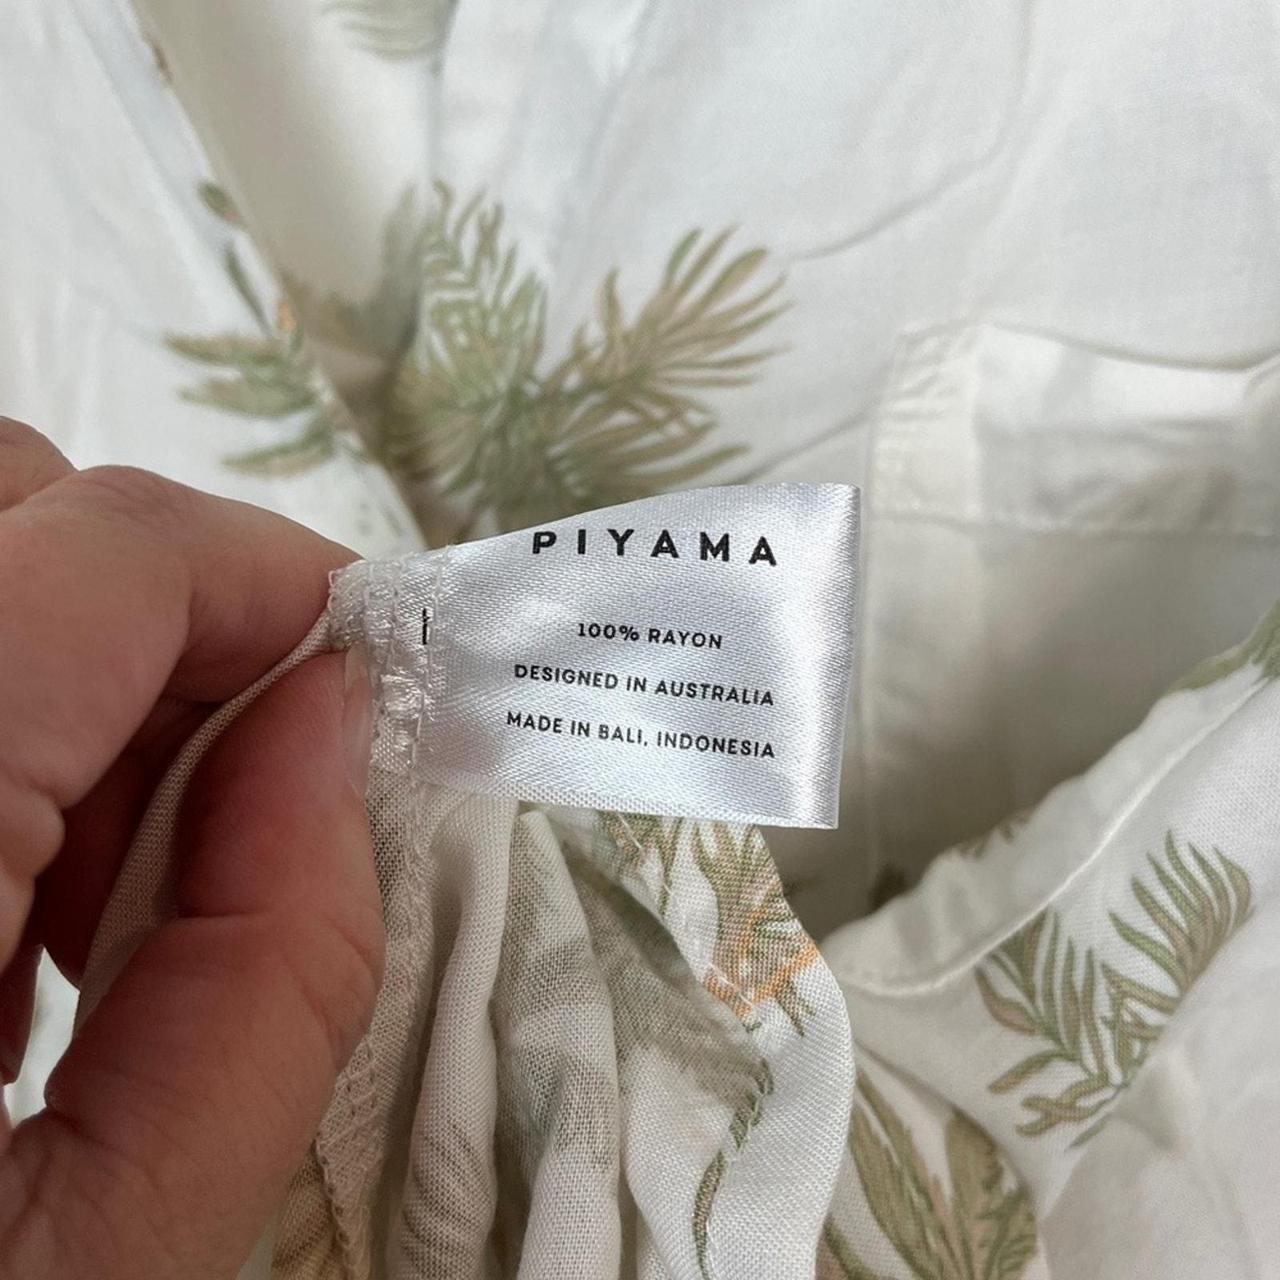 PIYAMA
100% RAYON
DESIGNED IN AUSTRALIA
MADE IN BALI, INDONESIA